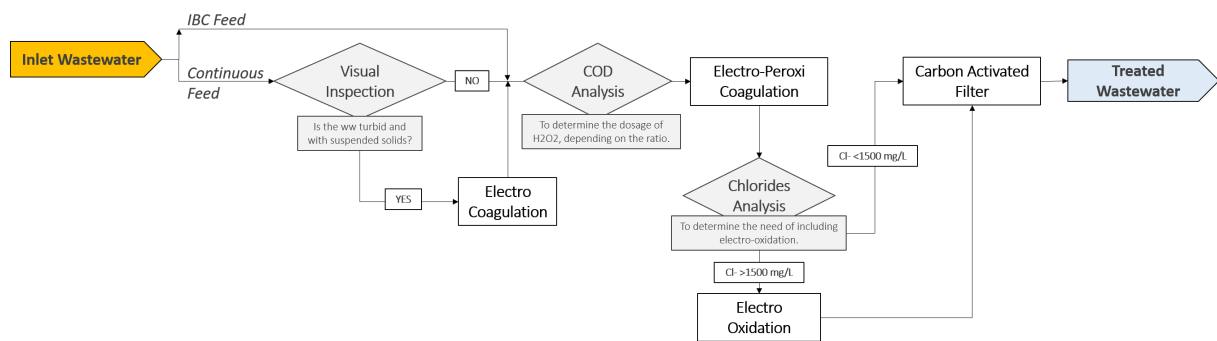 IBC Feed
Inlet Wastewater
Continuous
Feed
Visual
Inspection
Is the ww turbid and
with suspended solids?
NO
YES
Electro
Coagulation
COD
Analysis
To determine the dosage of
H2O2, depending on the ratio.
Electro-Peroxi
Coagulation
Chlorides
Analysis
To determine the need of including
electro-oxidation.
Cl- <1500 mg/L
Cl- >1500 mg/L
Electro
Oxidation
Carbon Activated
Filter
Treated
Wastewater